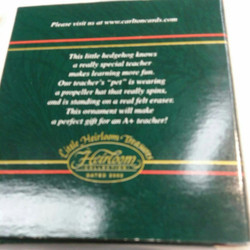 Please visit us at www.carltoncards.com
This little hedgehog knows
a really special teacher
makes learning more fun.
Our teacher's "pet" is wearing
a propeller hat that really spins,
and is standing on a real felt eraser.
This ornament will make
a perfect gift for an A+ teacher!
Little Heirloom Treasures
Heirloom
COLLECTION
DATED 2002